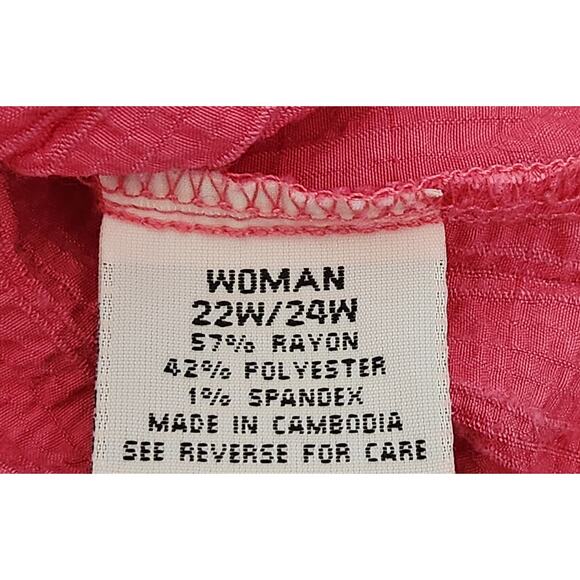 WOMAN
22W/24W
57% RAYON
42% POLYESTER
1% SPANDEX
MADE IN CAMBODIA
SEE REVERSE FOR CARE